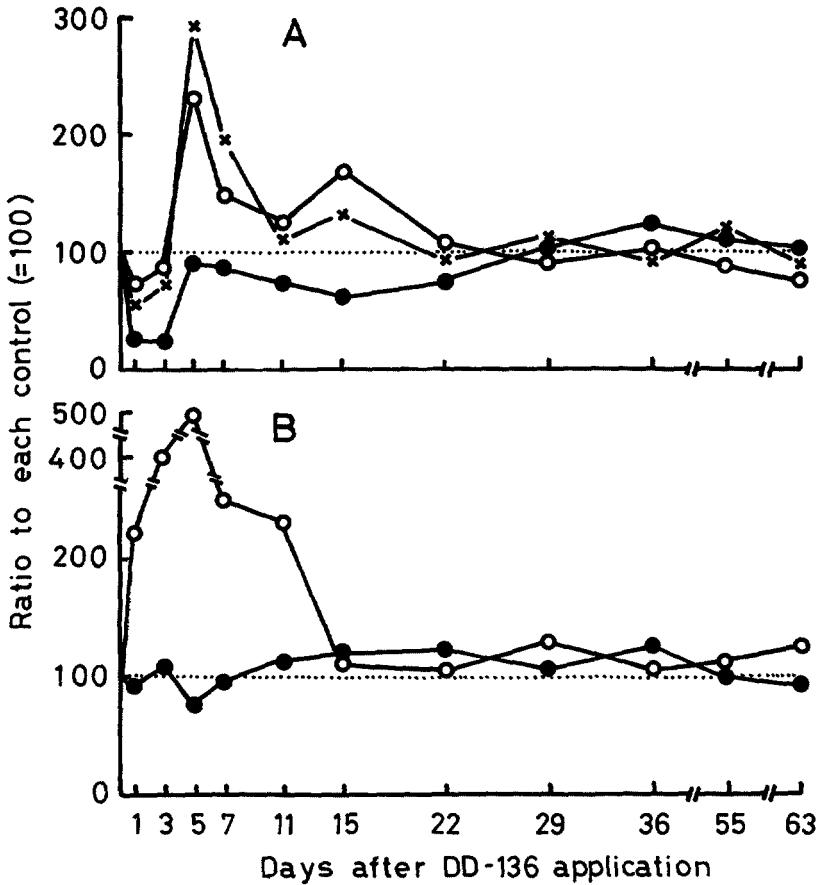 Ratio to each control (=100)
A
300
200
100
0
B
500
400
200
100
0
1 3 5 7 11 15 22 29 36 55 63
Days after DD-136 application